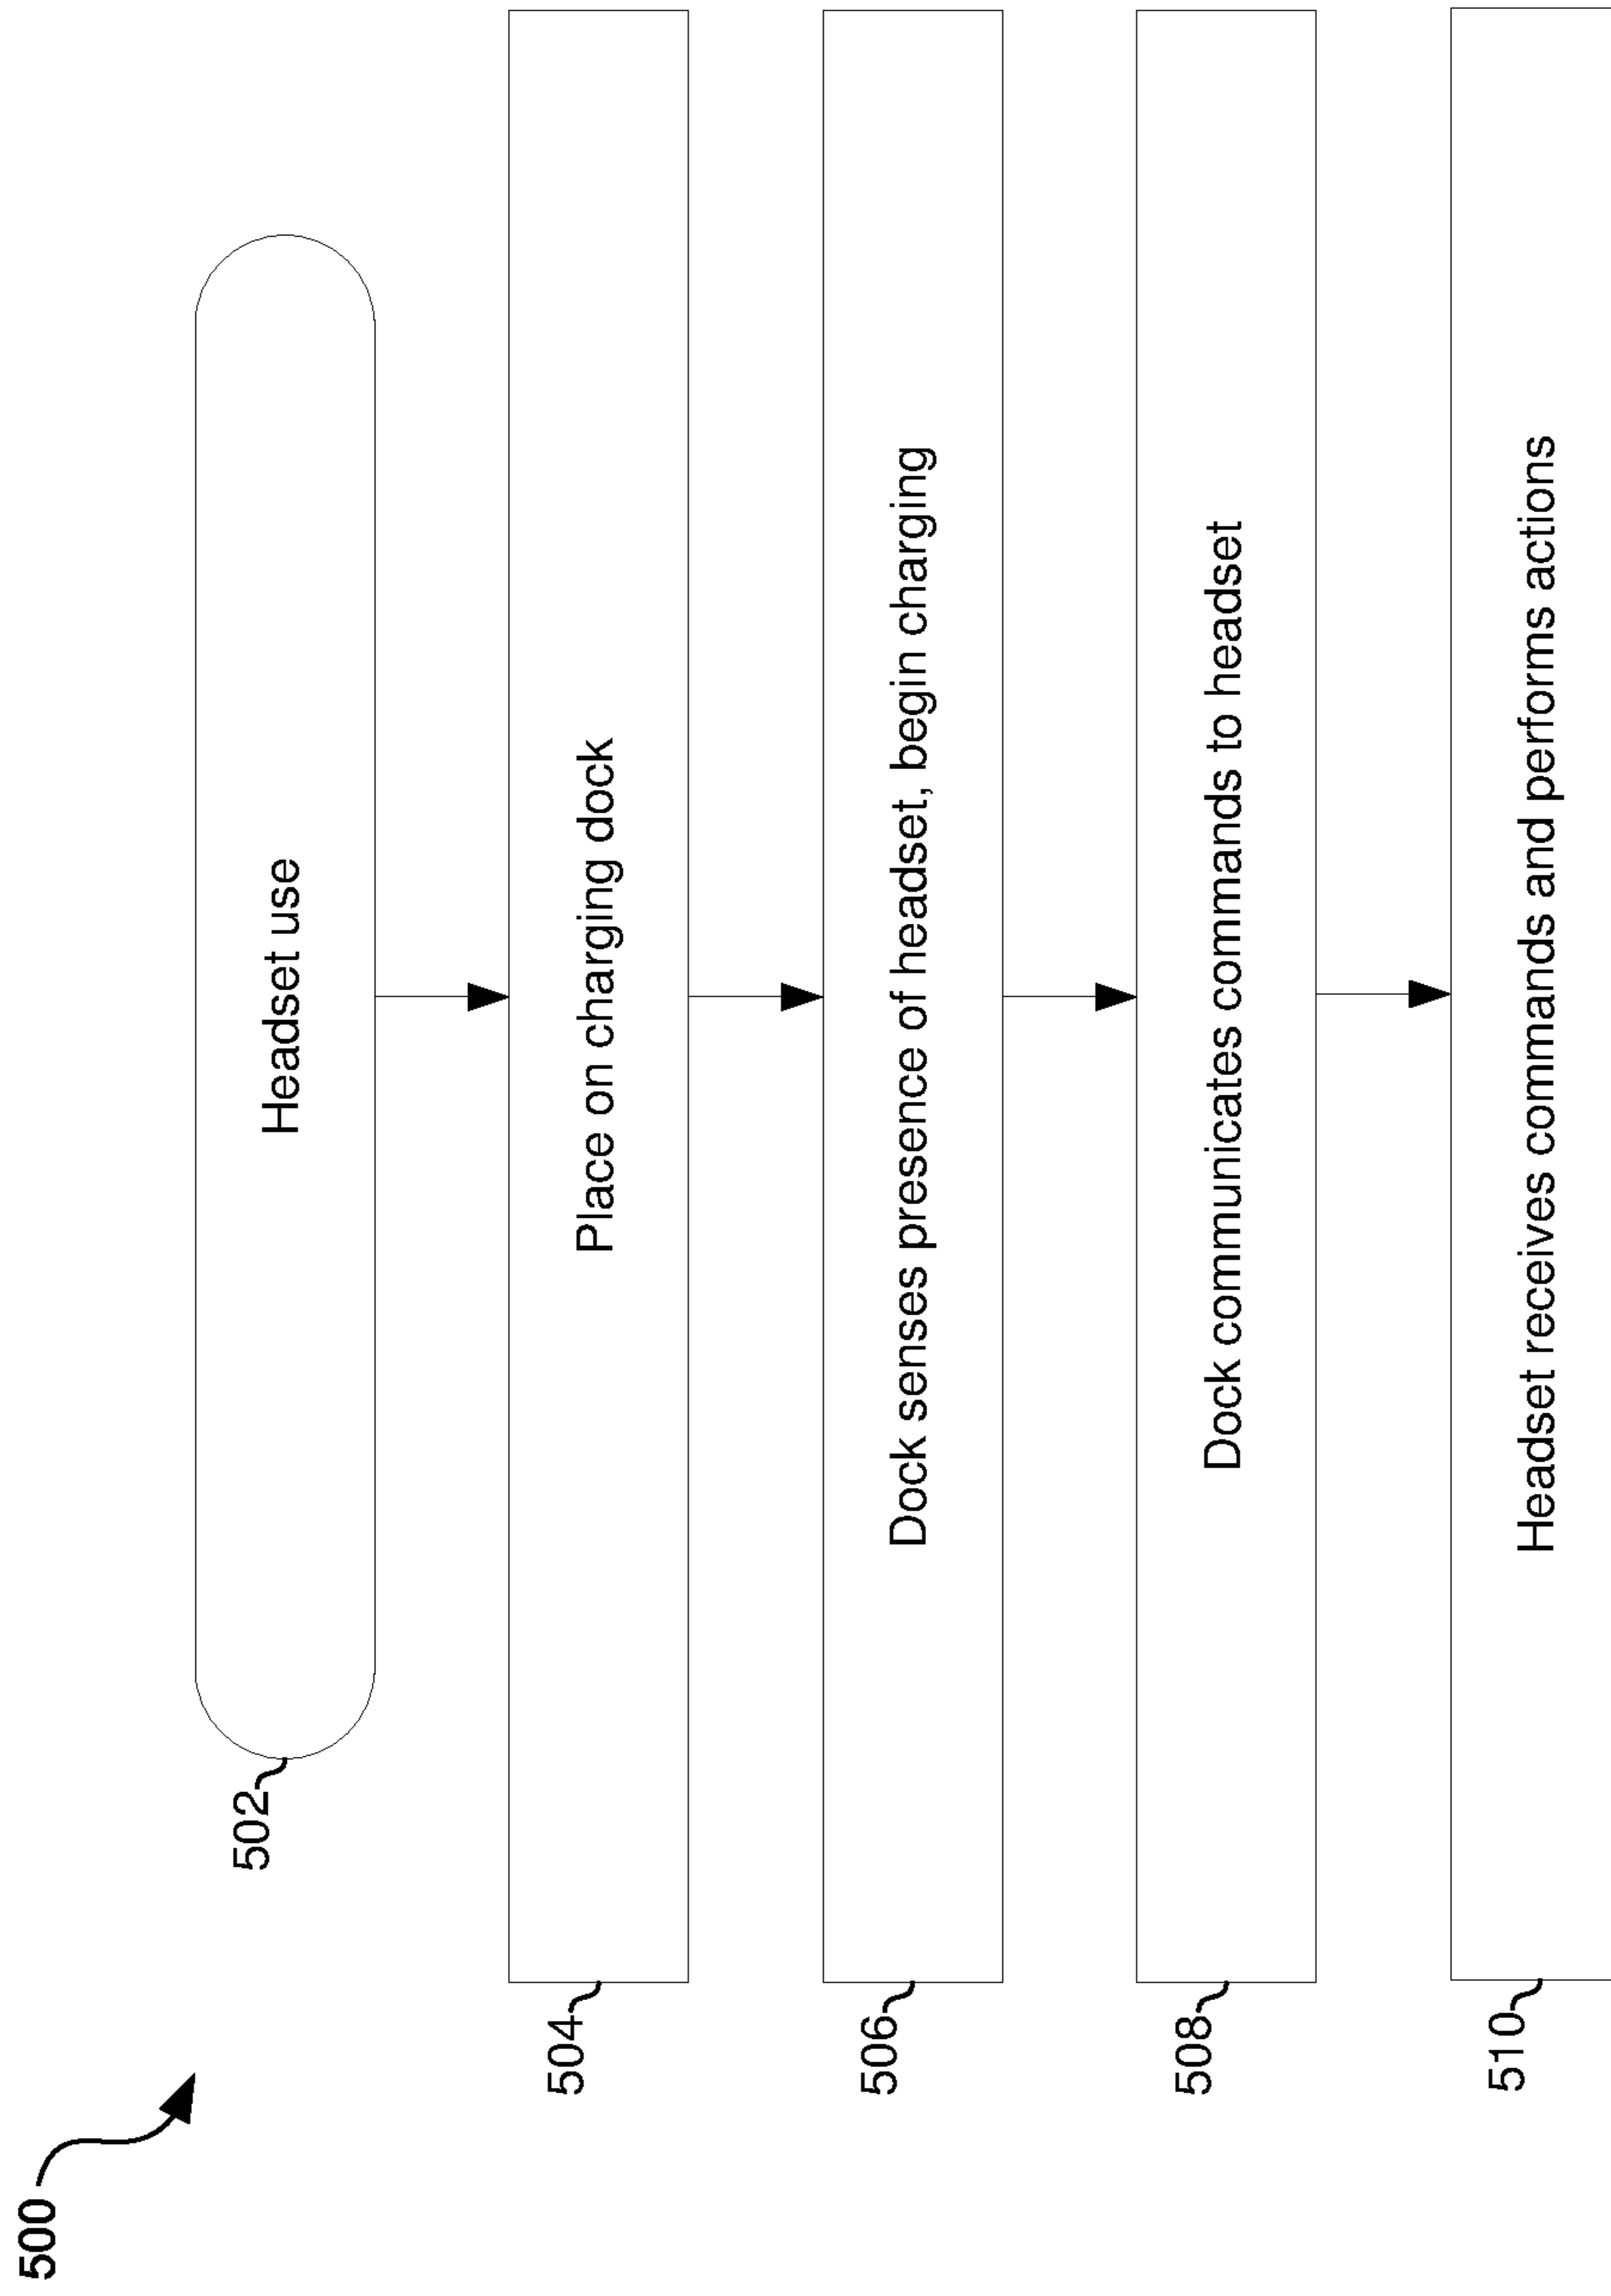 500
502
Headset use
504
Place on charging dock
506
Dock senses presence of headset, begin charging
508
Dock communicates commands to headset
510
Headset receives commands and performs actions